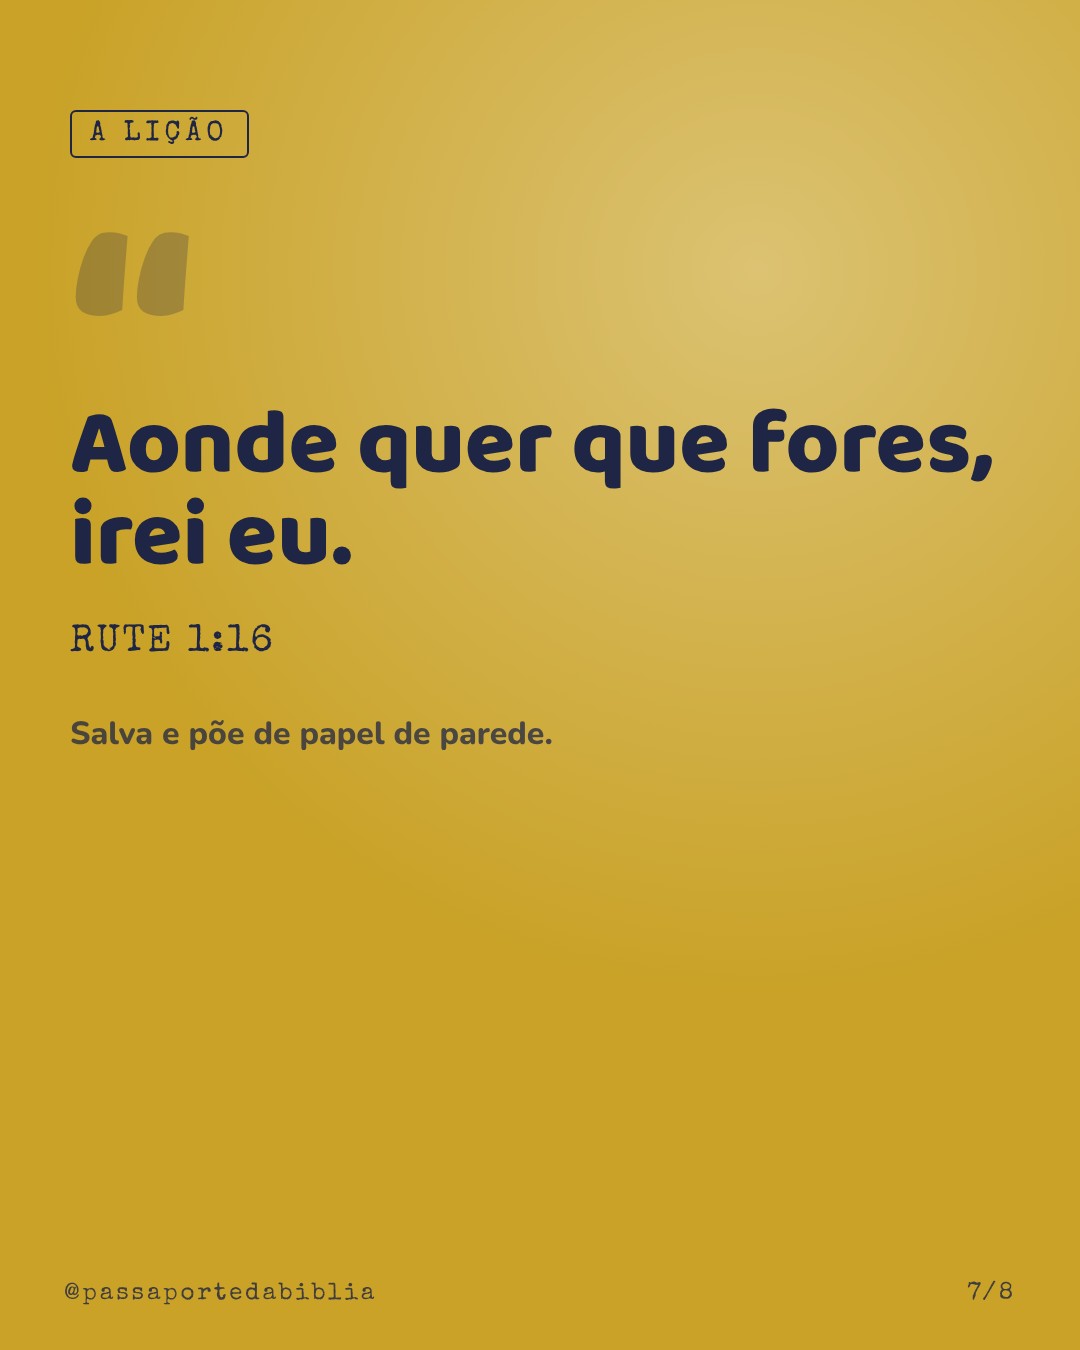 A LIÇÃO
“
Aonde quer que fores,
irei eu.
RUTE 1:16
Salva e põe de papel de parede.
@passaportedabiblia
7/8